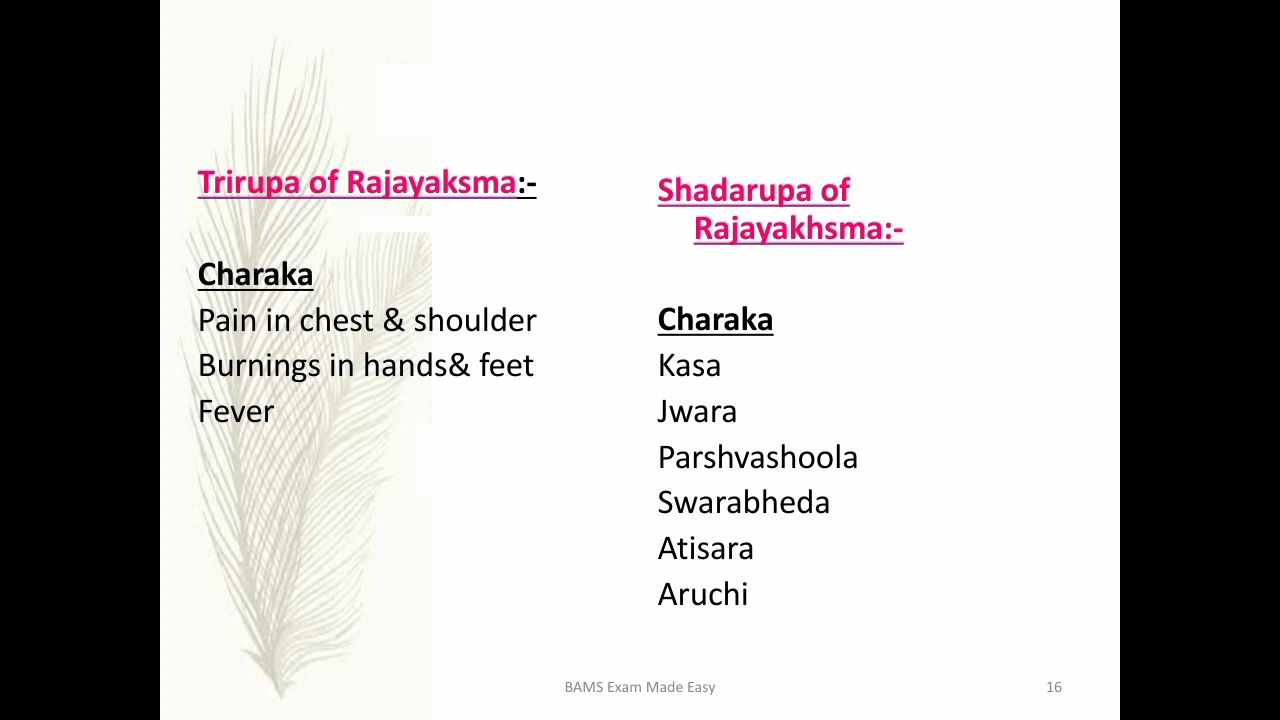 Trirupa of Rajayaksma:-
Charaka
Pain in chest & shoulder
Burnings in hands& feet
Fever
Shadarupa of
Rajayakhsma:-
Charaka
Kasa
Jwara
Parshvashoola
Swarabheda
Atisara
Aruchi
BAMS Exam Made Easy
16